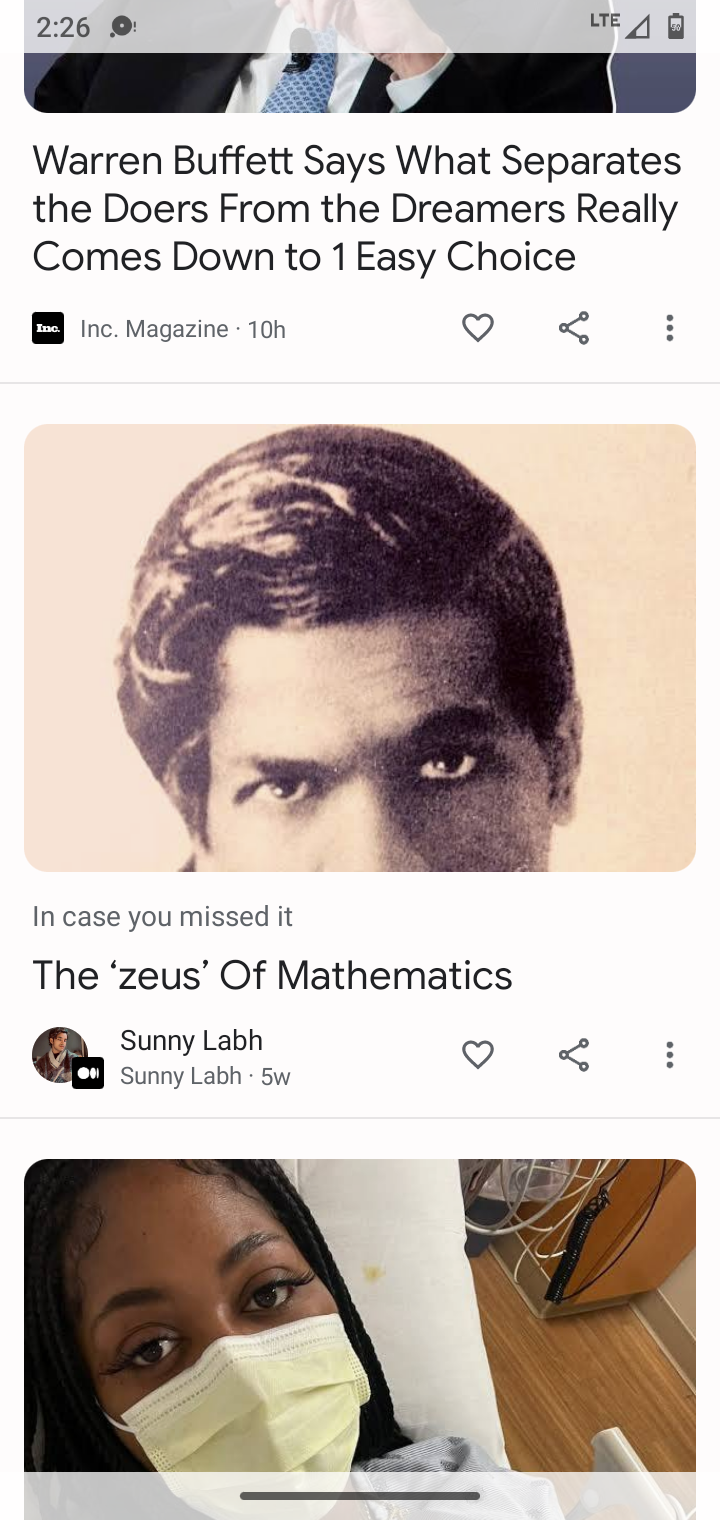 2:26
LTE
50
Warren Buffett Says What Separates
the Doers From the Dreamers Really
Comes Down to 1 Easy Choice
Inc.
Inc. Magazine · 10h
In case you missed it
The ‘zeus’ Of Mathematics
Sunny Labh
Sunny Labh · 5w